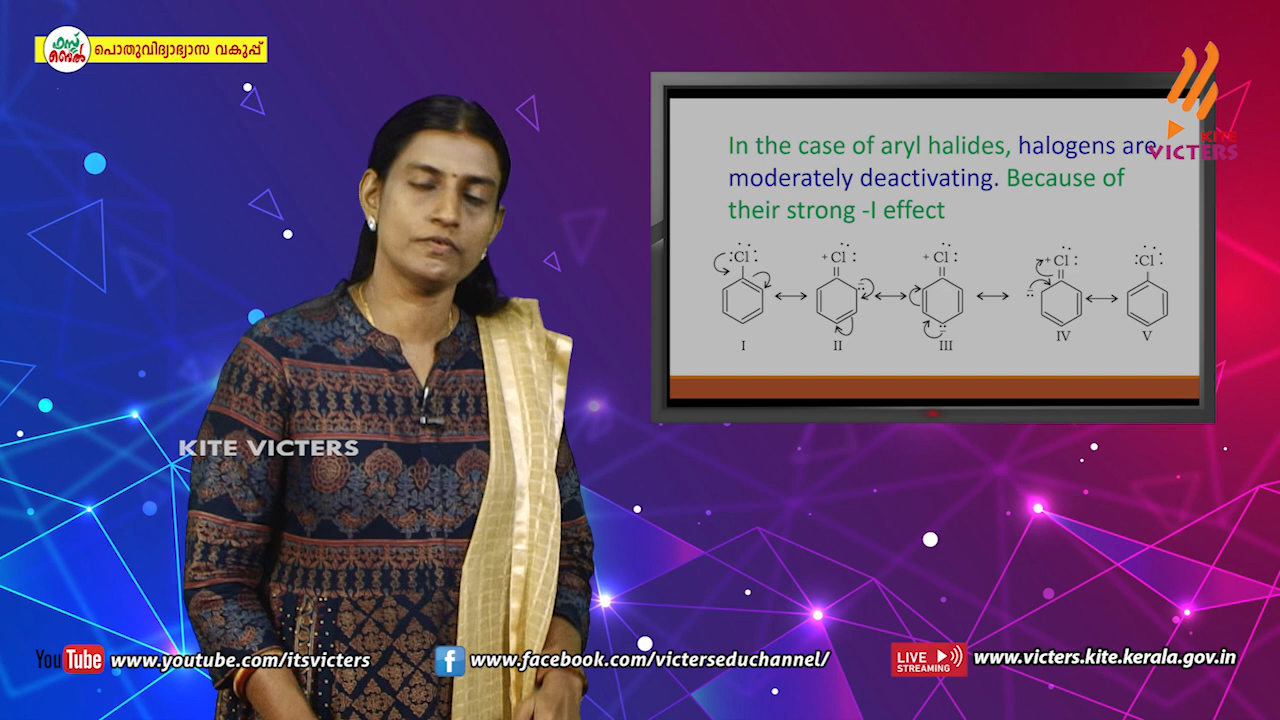 ഫസ്റ്റ്
ബെൽ
പൊതുവിദ്യാഭ്യാസ വകുപ്പ്
KITE
VICTERS
In the case of aryl halides, halogens are
moderately deactivating. Because of
their strong -I effect
:Cl: +Cl: +Cl: +Cl: :Cl:
I II III IV V
KITE VICTERS
YouTube www.youtube.com/itsvicters
f www.facebook.com/victerseduchannel/
LIVE
STREAMING
www.victers.kite.kerala.gov.in